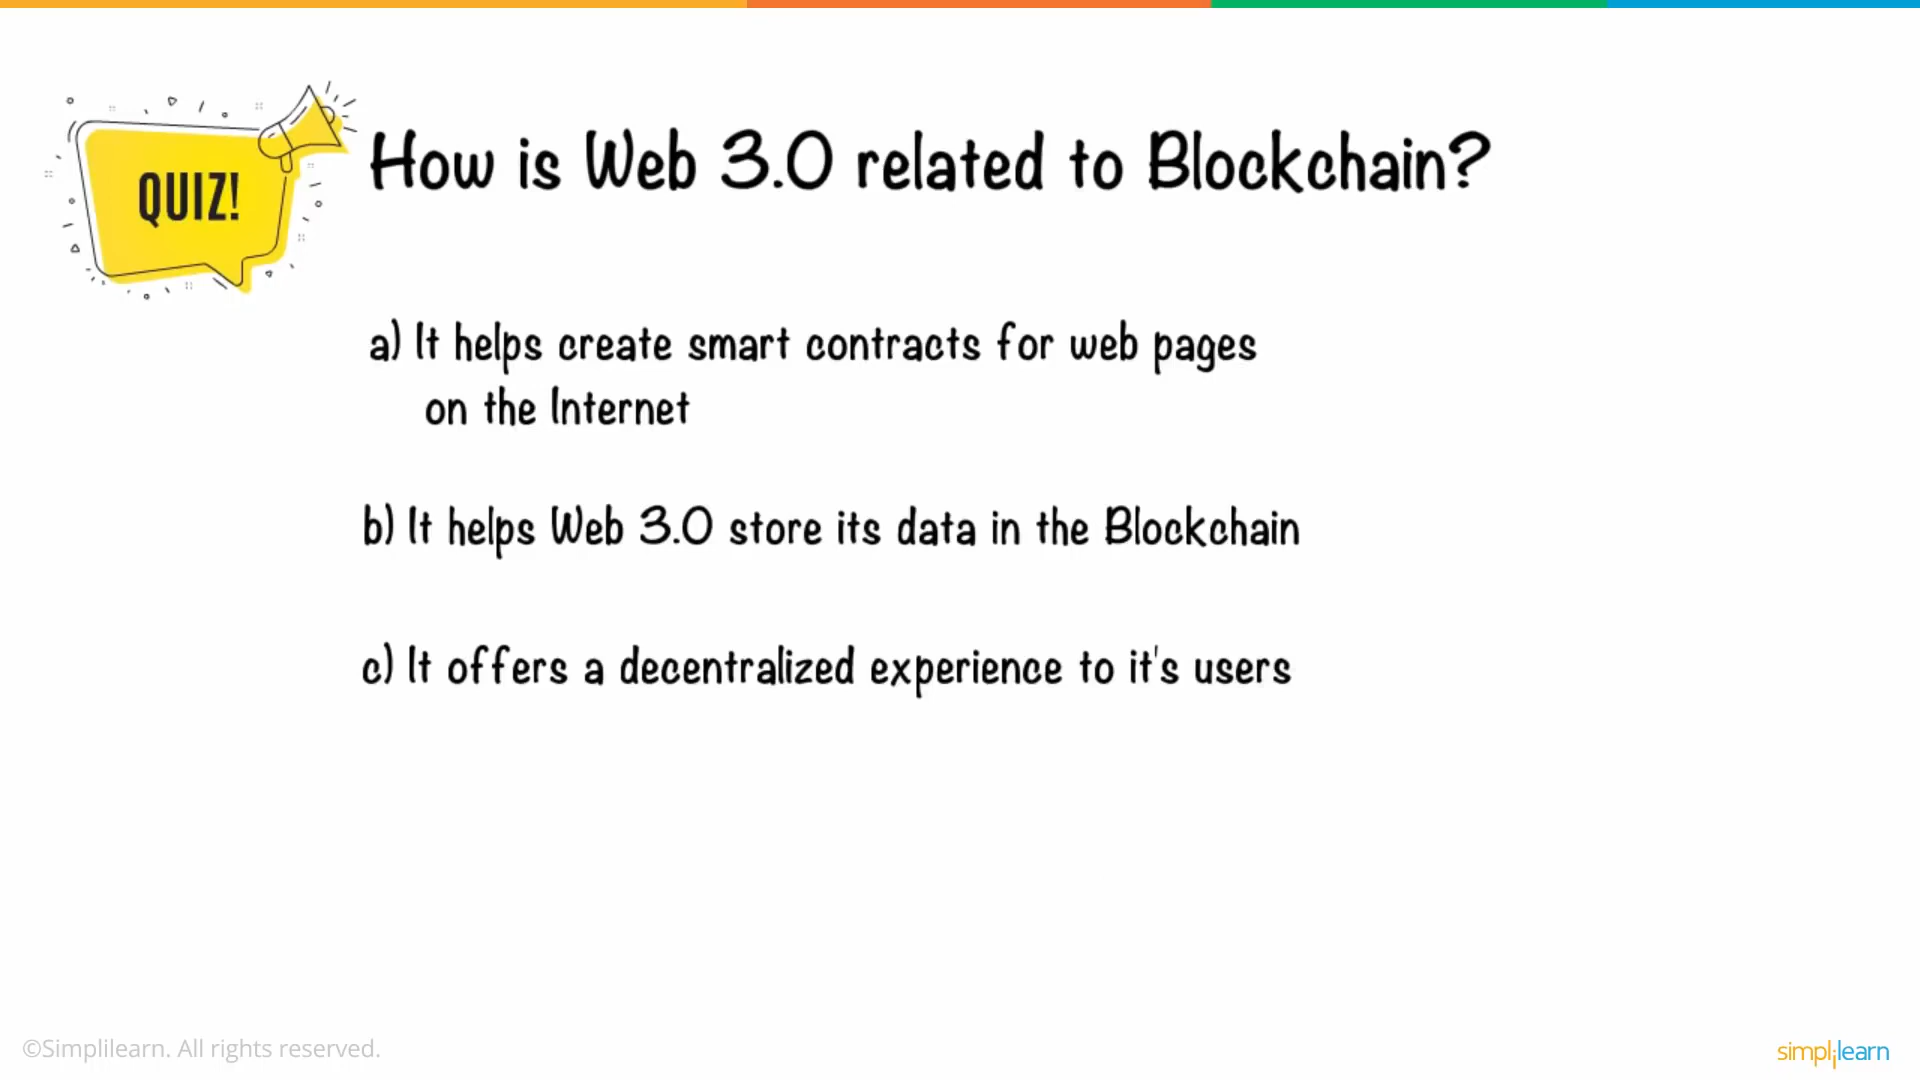 QUIZ!
How is Web 3.0 related to Blockchain?
a) It helps create smart contracts for web pages
on the Internet
b) It helps Web 3.0 store its data in the Blockchain
c) It offers a decentralized experience to it's users
©Simplilearn. All rights reserved.
simplilearn